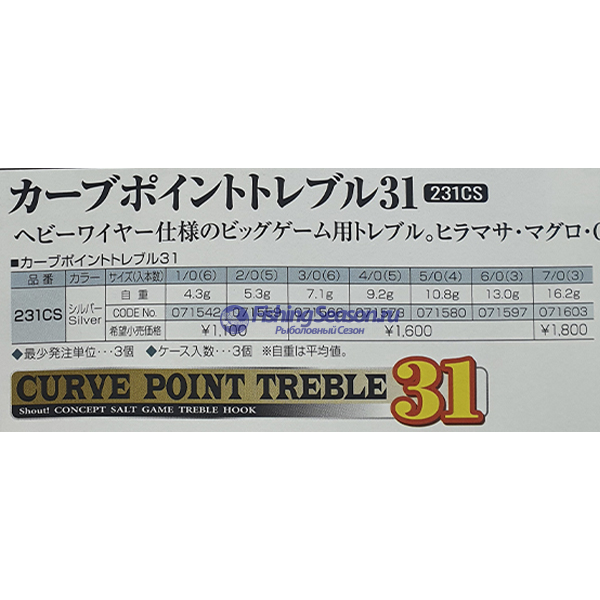 カーブポイントトレブル31 231CS
ヘビーワイヤー仕様のビッグゲーム用トレブル。ヒラマサ・マグロ・
■カーブポイントトレブル31
品番 カラー サイズ(入本数) 1/0(6) 2/0(5) 3/0(6) 4/0(5) 5/0(4) 6/0(3) 7/0(3)
231CS シルバー Silver 自重 4.3g 5.3g 7.1g 9.2g 10.8g 13.0g 16.2g
CODE No. 071542 071580 071597 071603
希望小売価格 ¥1,100 ¥1,600 ¥1,800
FishingSeason.ru
Рыболовный Сезон
◆最少発注単位…3個 ◆ケース入数…3個 ※自重は平均値。
CURVE POINT TREBLE 31
Shout! CONCEPT SALT GAME TREBLE HOOK